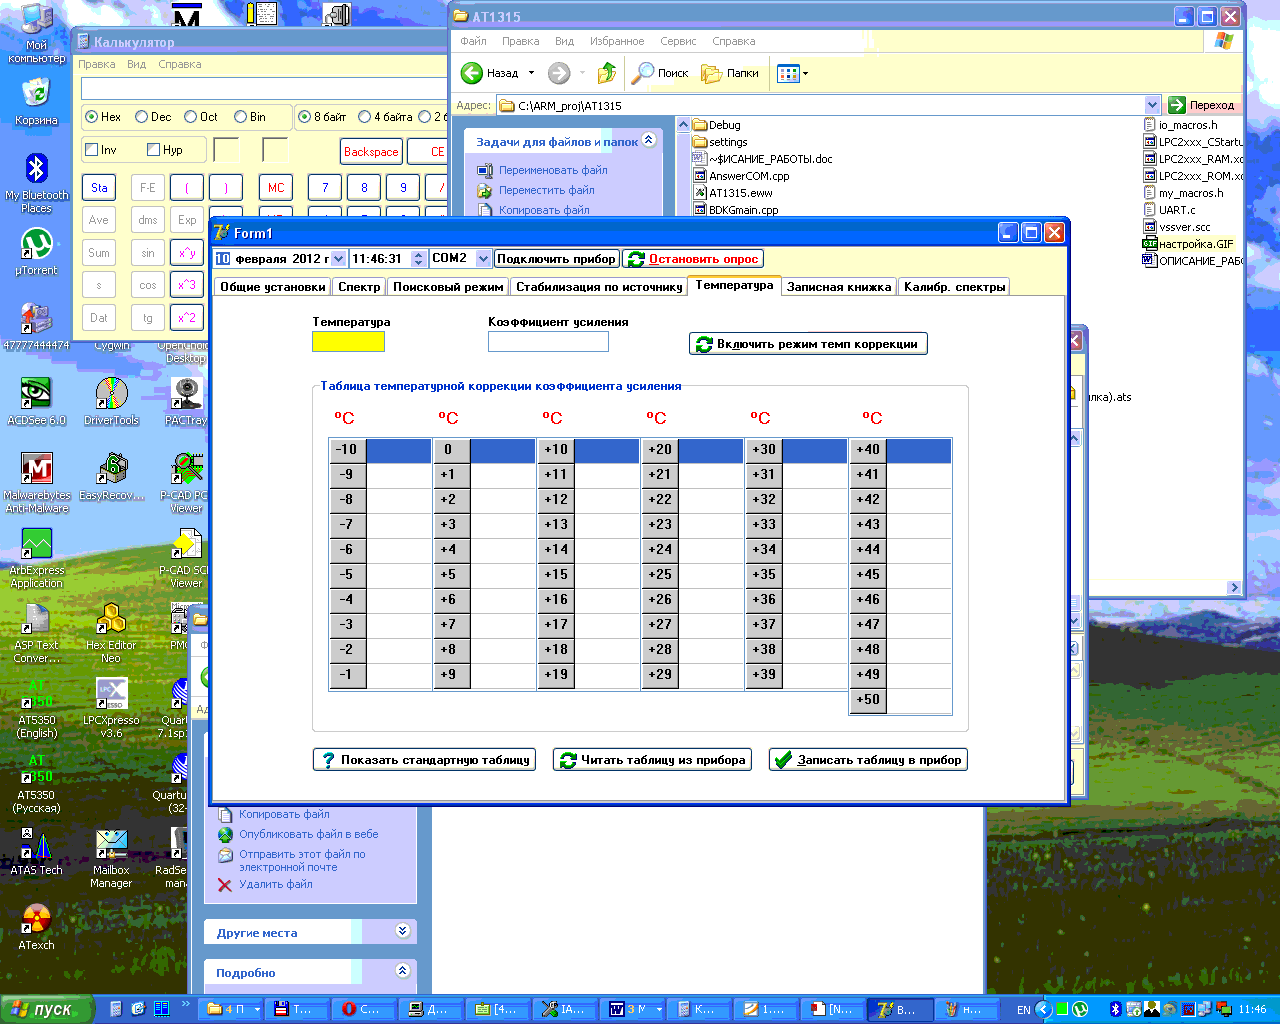 Мой
компьютер
Корзина
My Bluetooth
Places
µTorrent
47777444474
Cygwin
OpenChoice
Desktop
ACDSee 6.0
DriverTools
PACTray
Malwarebytes
Anti-Malware
EasyRecov...
P-CAD PC
Viewer
ArbExpress
Application
P-CAD SC
Viewer
ASP Text
Conver...
Hex Editor
Neo
AT5350
(English)
LPCXpresso
v3.6
Quart
7.1sp
AT5350
(Русская)
Quartu
(32-
ATAS Tech
Mailbox
Manager
RadSe
man
ATexch
Калькулятор
Правка Вид Справка
Hex Dec Oct Bin
8 байт 4 байта 2 б
Inv Hyp
Backspace CE
Sta F-E ( ) MC 7 8 9 /
Ave dms Exp
Sum sin x^y
s cos x^3
Dat tg x^2
AT1315
Файл Правка Вид Избранное Сервис Справка
Назад Поиск Папки
Адрес: C:\ARM_proj\AT1315 Переход
Задачи для файлов и папок
Переименовать файл
Переместить файл
Копировать файл
Debug
settings
~$ИСАНИЕ_РАБОТЫ.doc
AnswerCOM.cpp
AT1315.eww
BDKGmain.cpp
io_macros.h
LPC2xxx_CStartu
LPC2xxx_RAM.xc
LPC2xxx_ROM.xc
my_macros.h
UART.c
vssver.scc
настройка.GIF
ОПИСАНИЕ_РАБО
лка).ats
Form1
10 февраля 2012 г 11:46:31 COM2 Подключить прибор Остановить опрос
Общие установки Спектр Поисковый режим Стабилизация по источнику Температура Записная книжка Калибр. спектры
Температура Коэффициент усиления
Включить режим темп коррекции
Таблица температурной коррекции коэффициента усиления
°C °C °C °C °C °C
-10 0 +10 +20 +30 +40
-9 +1 +11 +21 +31 +41
-8 +2 +12 +22 +32 +42
-7 +3 +13 +23 +33 +43
-6 +4 +14 +24 +34 +44
-5 +5 +15 +25 +35 +45
-4 +6 +16 +26 +36 +46
-3 +7 +17 +27 +37 +47
-2 +8 +18 +28 +38 +48
-1 +9 +19 +29 +39 +49
+50
Показать стандартную таблицу Читать таблицу из прибора Записать таблицу в прибор
Копировать файл
Опубликовать файл в вебе
Отправить этот файл по
электронной почте
Удалить файл
Другие места
Подробно
пуск 4 П T... С... Д... [4... IA... 3 М К... 1.... [N... В... н... EN 11:46